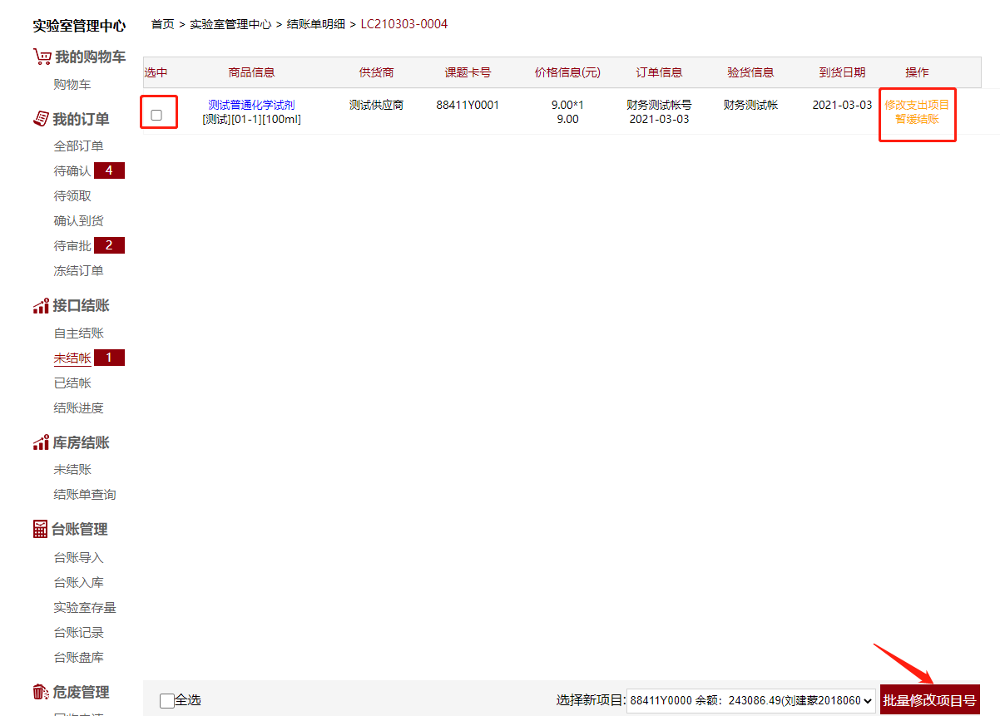 实验室管理中心
首页 > 实验室管理中心 > 结账单明细 > LC210303-0004
我的购物车
购物车
我的订单
全部订单
待确认 4
待领取
确认到货
待审批 2
冻结订单
接口结账
自主结账
未结帐 1
已结帐
结账进度
库房结账
未结账
结账单查询
台账管理
台账导入
台账入库
实验室存量
台账记录
台账盘库
危废管理
选中 商品信息 供货商 课题卡号 价格信息(元) 订单信息 验货信息 到货日期 操作
测试普通化学试剂 测试供应商 88411Y0001 9.00*1 财务测试帐号 财务测试帐 2021-03-03 修改支出项目
[测试][01-1][100ml] 9.00 2021-03-03 暂缓结账
全选 选择新项目: 88411Y0000 余额：243086.49(刘建蒙2018060 批量修改项目号